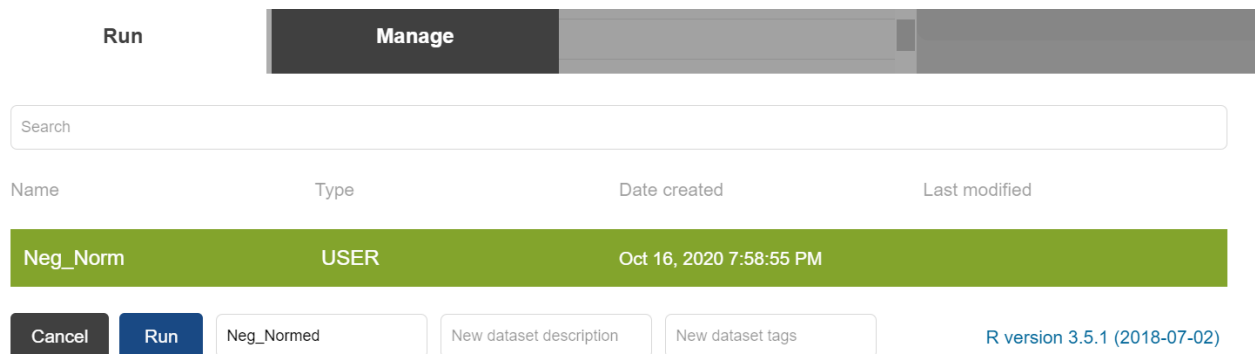 Run Manage
Search
Name Type Date created Last modified
Neg_Norm USER Oct 16, 2020 7:58:55 PM
Cancel Run Neg_Normed New dataset description New dataset tags R version 3.5.1 (2018-07-02)